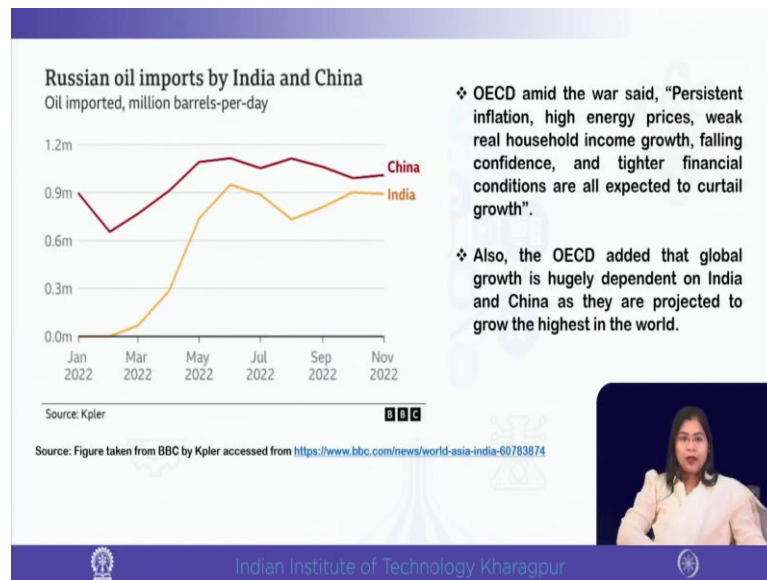 Russian oil imports by India and China
Oil imported, million barrels-per-day
1.2m
0.9m
0.6m
0.3m
0.0m
China
India
Jan Mar May Jul Sep Nov
2022 2022 2022 2022 2022 2022
Source: Kpler
BBC
Source: Figure taken from BBC by Kpler accessed from https://www.bbc.com/news/world-asia-india-60783874
❖ OECD amid the war said, “Persistent
inflation, high energy prices, weak
real household income growth, falling
confidence, and tighter financial
conditions are all expected to curtail
growth”.
❖ Also, the OECD added that global
growth is hugely dependent on India
and China as they are projected to
grow the highest in the world.
Indian Institute of Technology Kharagpur